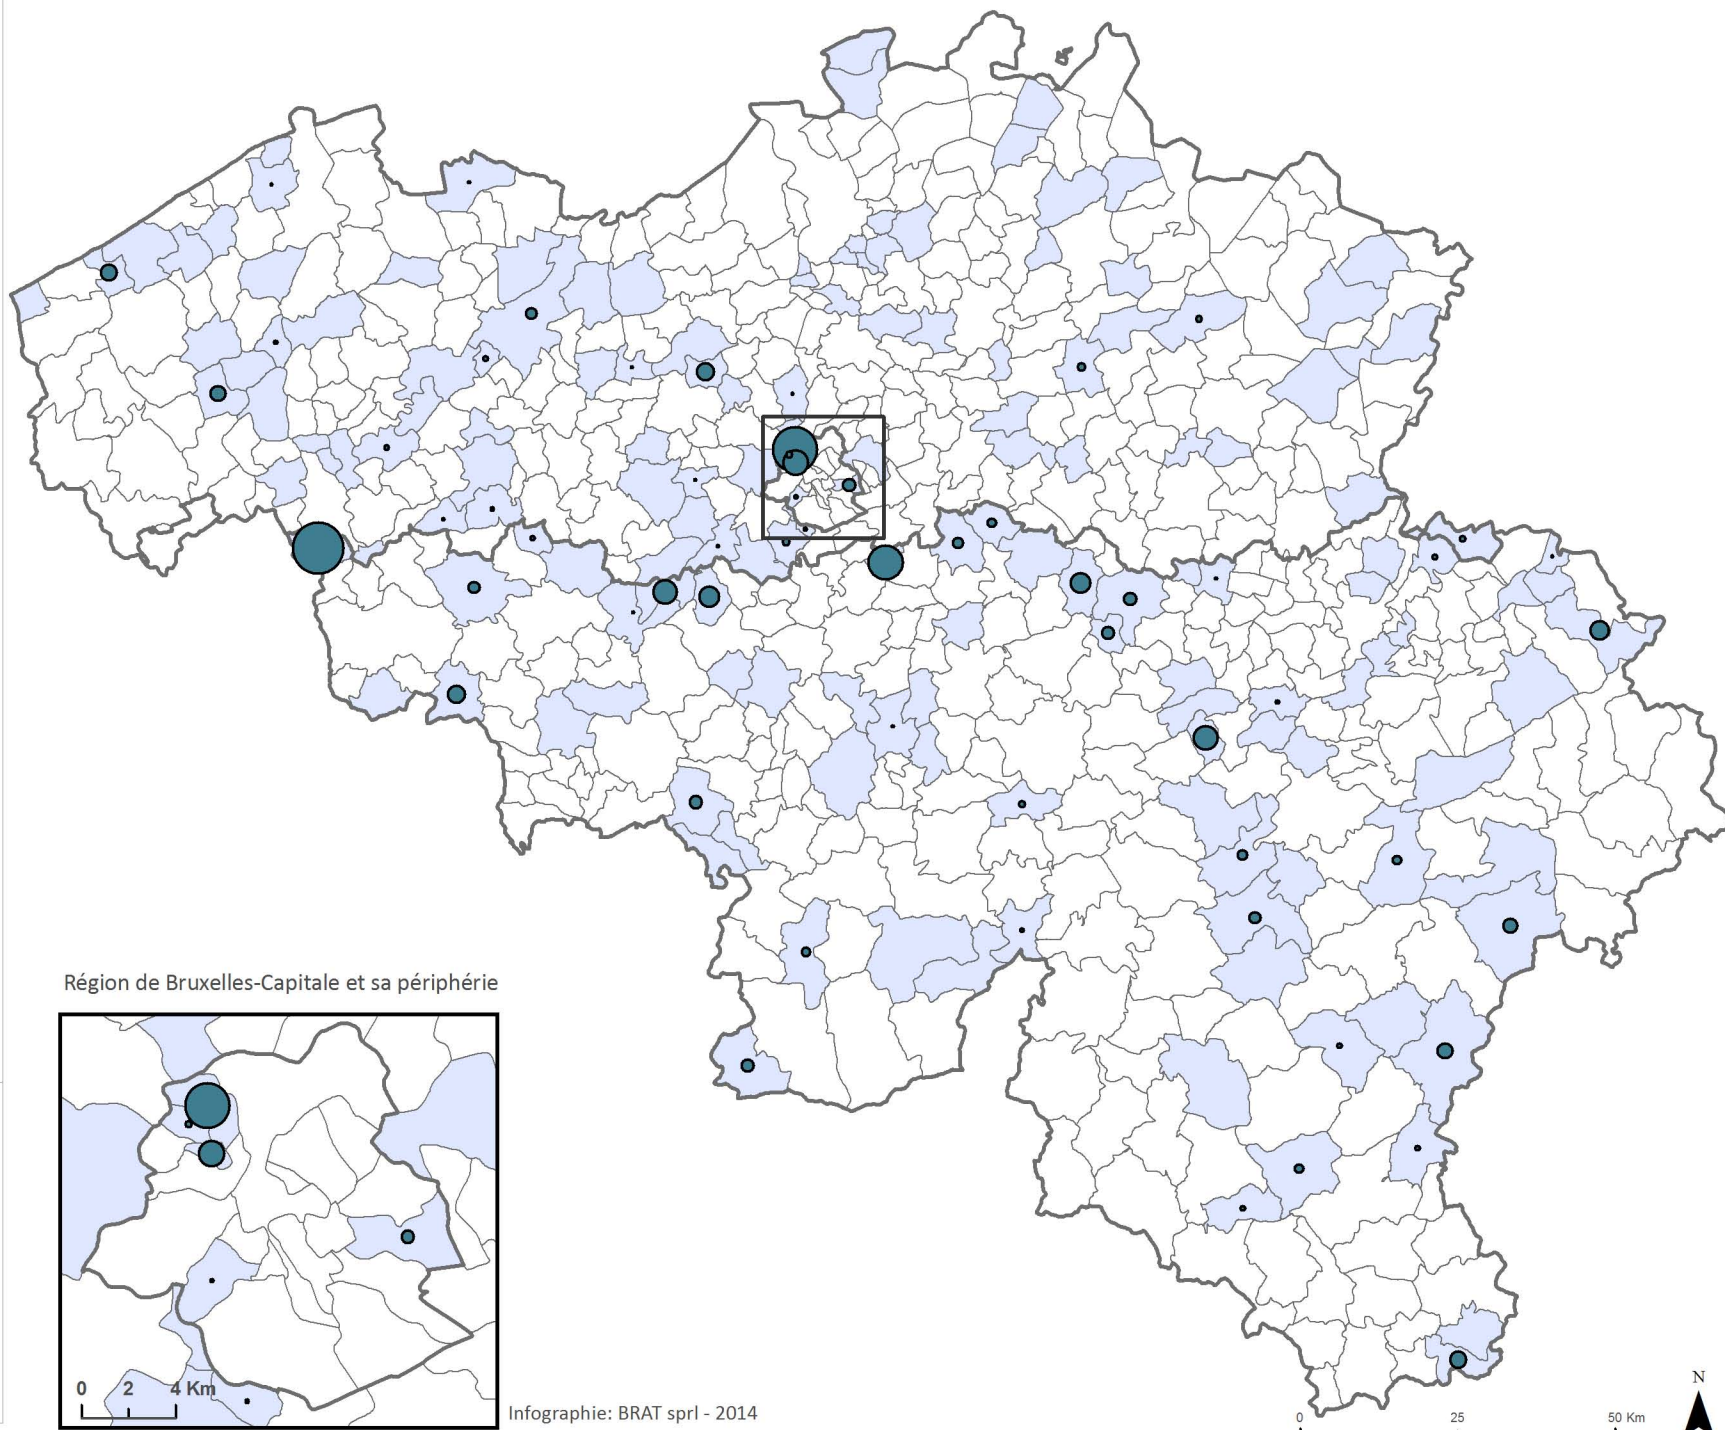 Région de Bruxelles-Capitale et sa périphérie
0 2 4 Km
Infographie: BRAT sprl - 2014
N
0 25 50 Km